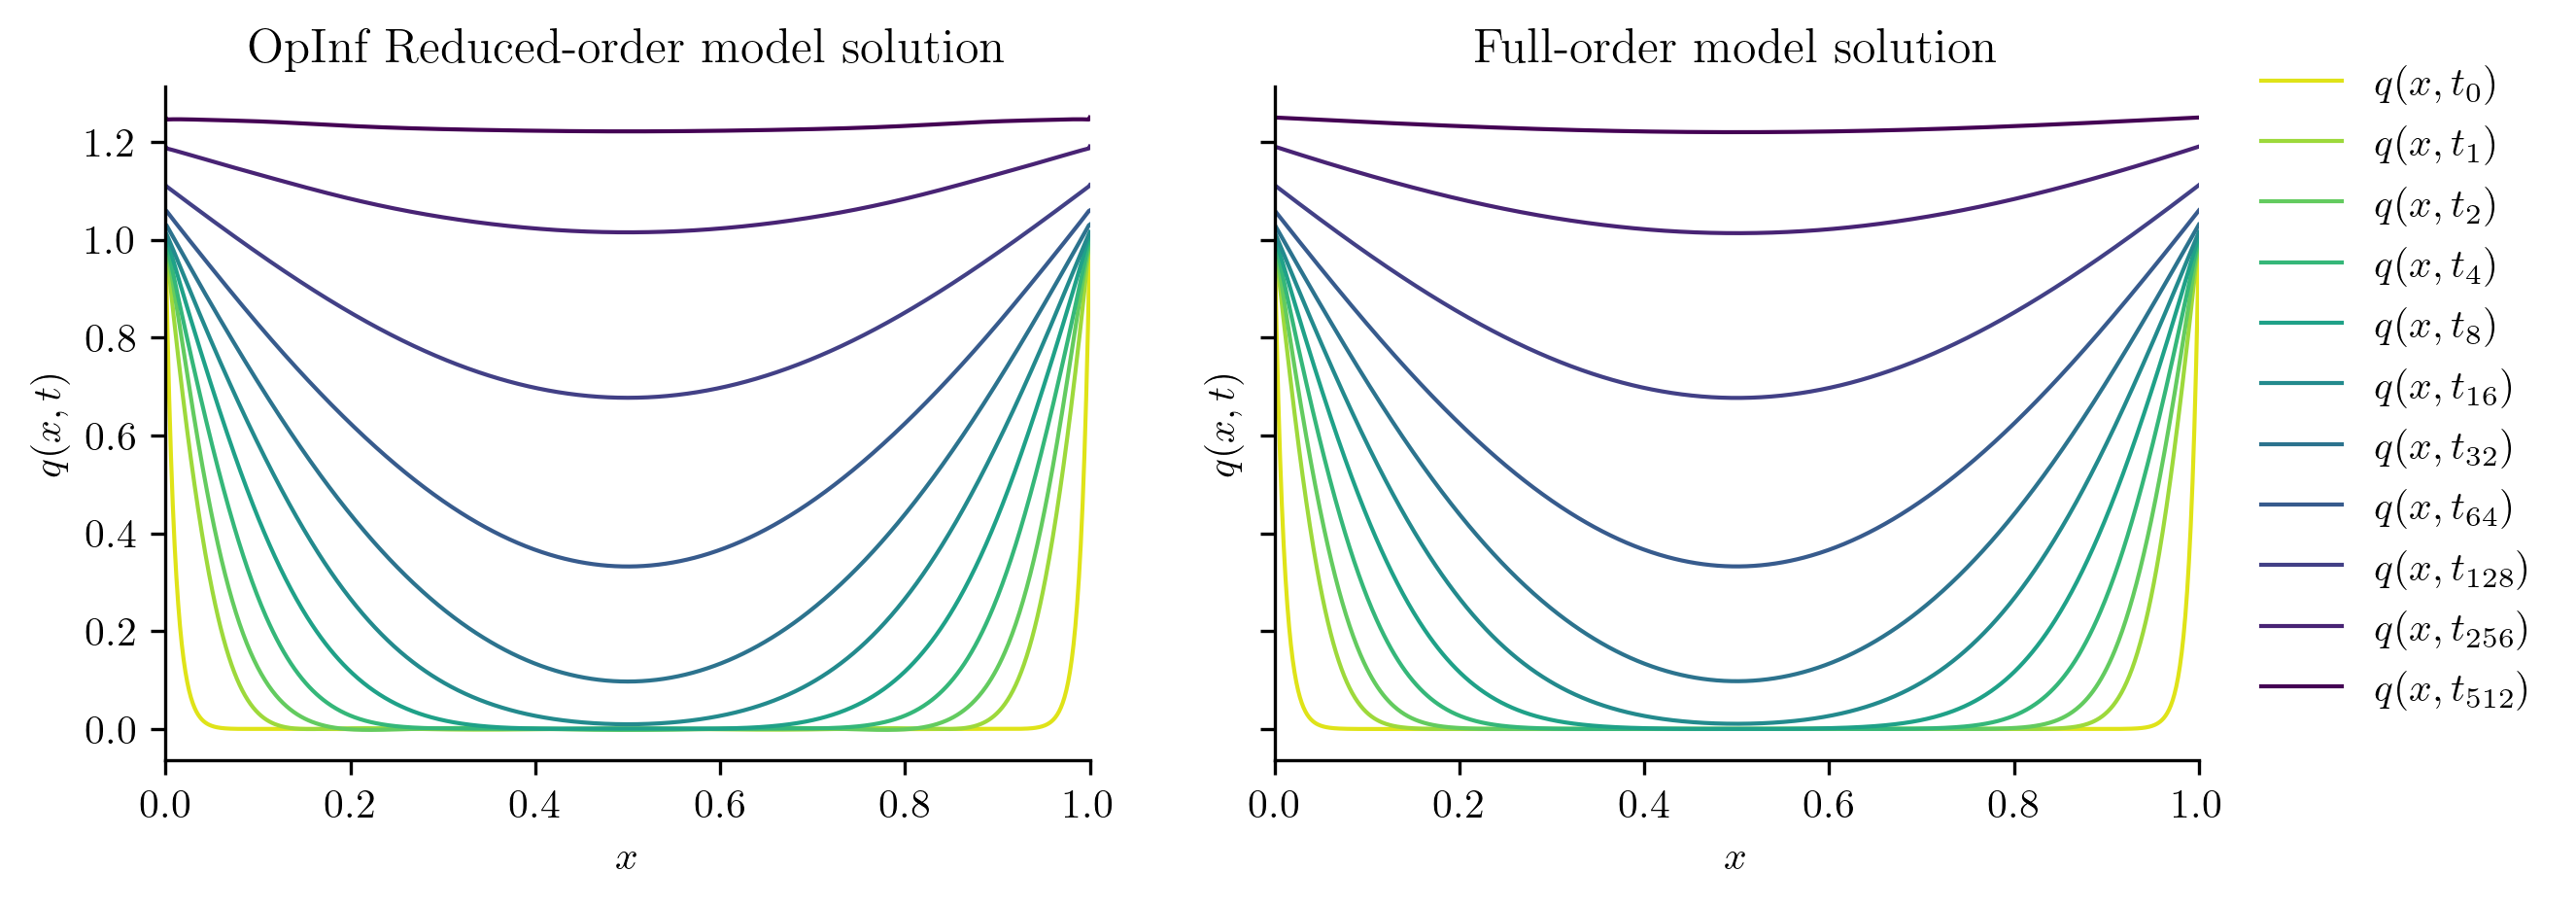 OpInf Reduced-order model solution
q(x, t)
1.2
1.0
0.8
0.6
0.4
0.2
0.0
0.0 0.2 0.4 0.6 0.8 1.0
x
Full-order model solution
q(x, t)
0.0 0.2 0.4 0.6 0.8 1.0
x
q(x, t₀)
q(x, t₁)
q(x, t₂)
q(x, t₄)
q(x, t₈)
q(x, t₁₆)
q(x, t₃₂)
q(x, t₆₄)
q(x, t₁₂₈)
q(x, t₂₅₆)
q(x, t₅₁₂)